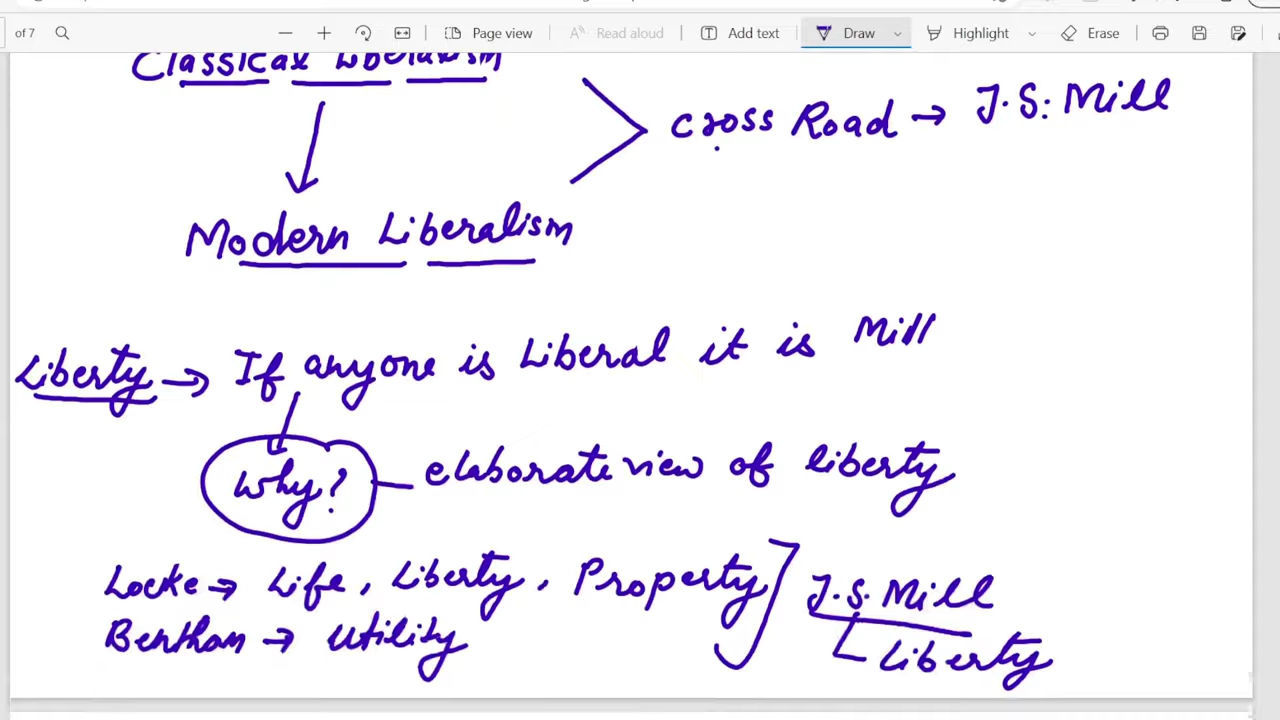 of 7 Page view Read aloud Add text Draw Highlight Erase
Classical Liberalism
Cross Road → J.S. Mill
Modern Liberalism
Liberty → If anyone is Liberal it is Mill
Why? — elaborate view of liberty
Locke → Life, Liberty, Property
Bentham → Utility
J.S. Mill
Liberty